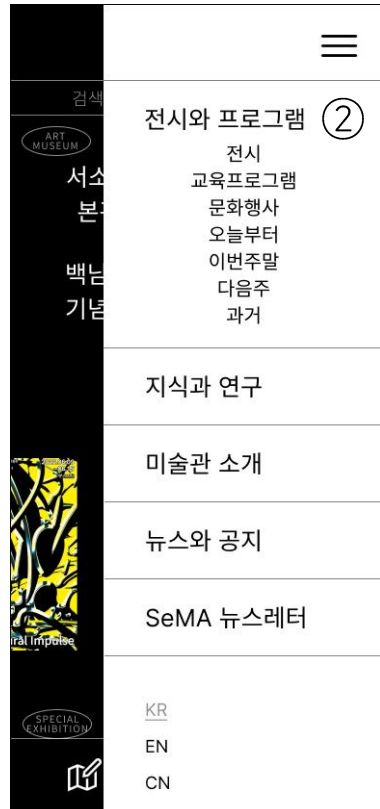 검색
ART
MUSEUM
서소
백남
기념
전시와 프로그램 ②
전시
교육프로그램
문화행사
오늘부터
이번주말
다음주
과거
지식과 연구
미술관 소개
뉴스와 공지
SeMA 뉴스레터
ral Impulse
SPECIAL
EXHIBITION
KR
EN
CN